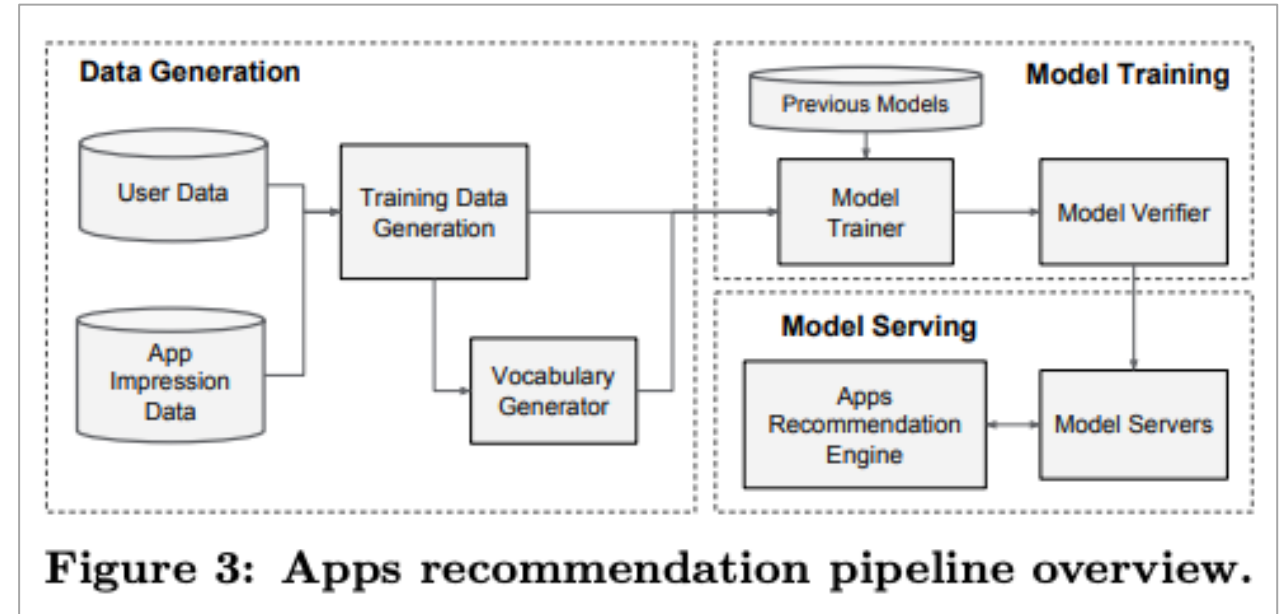 Data Generation
User Data
App
Impression
Data
Training Data
Generation
Vocabulary
Generator
Model Training
Previous Models
Model
Trainer
Model Verifier
Model Serving
Apps
Recommendation
Engine
Model Servers
Figure 3: Apps recommendation pipeline overview.